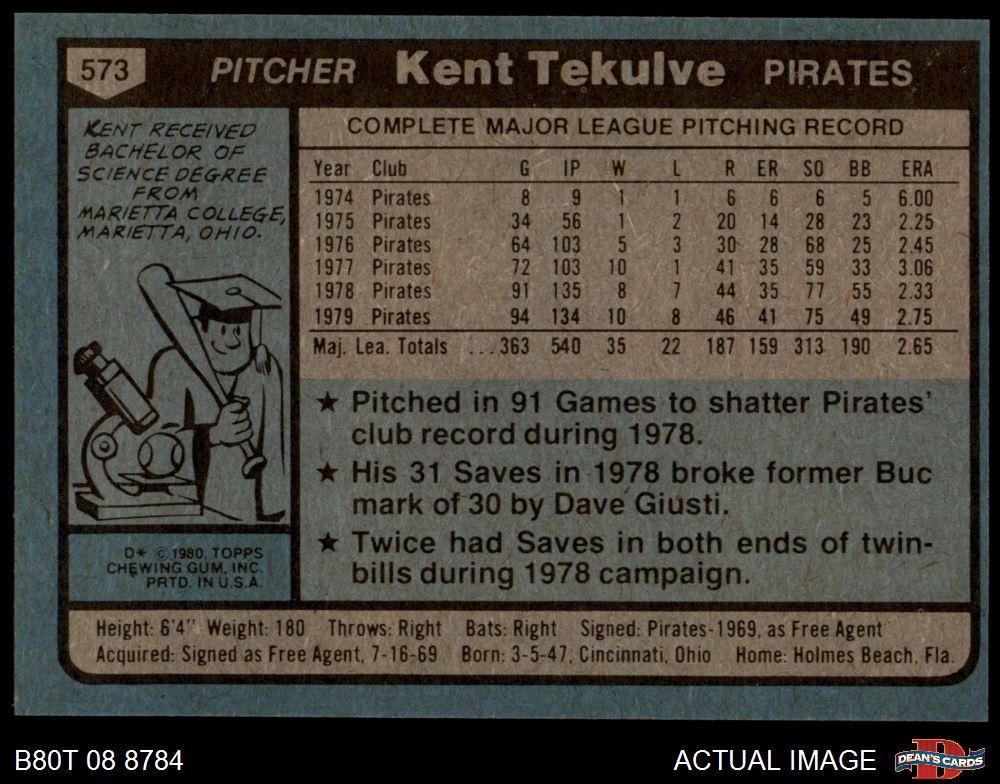 573 PITCHER Kent Tekulve PIRATES
KENT RECEIVED
BACHELOR OF
SCIENCE DEGREE
FROM
MARIETTA COLLEGE,
MARIETTA, OHIO.
COMPLETE MAJOR LEAGUE PITCHING RECORD
Year Club G IP W L R ER SO BB ERA
1974 Pirates 8 9 1 1 6 6 6 5 6.00
1975 Pirates 34 56 1 2 20 14 28 23 2.25
1976 Pirates 64 103 5 3 30 28 68 25 2.45
1977 Pirates 72 103 10 1 41 35 59 33 3.06
1978 Pirates 91 135 8 7 44 35 77 55 2.33
1979 Pirates 94 134 10 8 46 41 75 49 2.75
Maj. Lea. Totals ...363 540 35 22 187 159 313 190 2.65
★ Pitched in 91 Games to shatter Pirates'
club record during 1978.
★ His 31 Saves in 1978 broke former Buc
mark of 30 by Dave Giusti.
★ Twice had Saves in both ends of twin-
bills during 1978 campaign.
D* © 1980, TOPPS
CHEWING GUM, INC.
PRTD. IN U.S.A.
Height: 6'4" Weight: 180 Throws: Right Bats: Right Signed: Pirates-1969, as Free Agent
Acquired: Signed as Free Agent, 7-16-69 Born: 3-5-47, Cincinnati, Ohio Home: Holmes Beach, Fla.
B80T 08 8784 ACTUAL IMAGE D DEAN'S CARDS